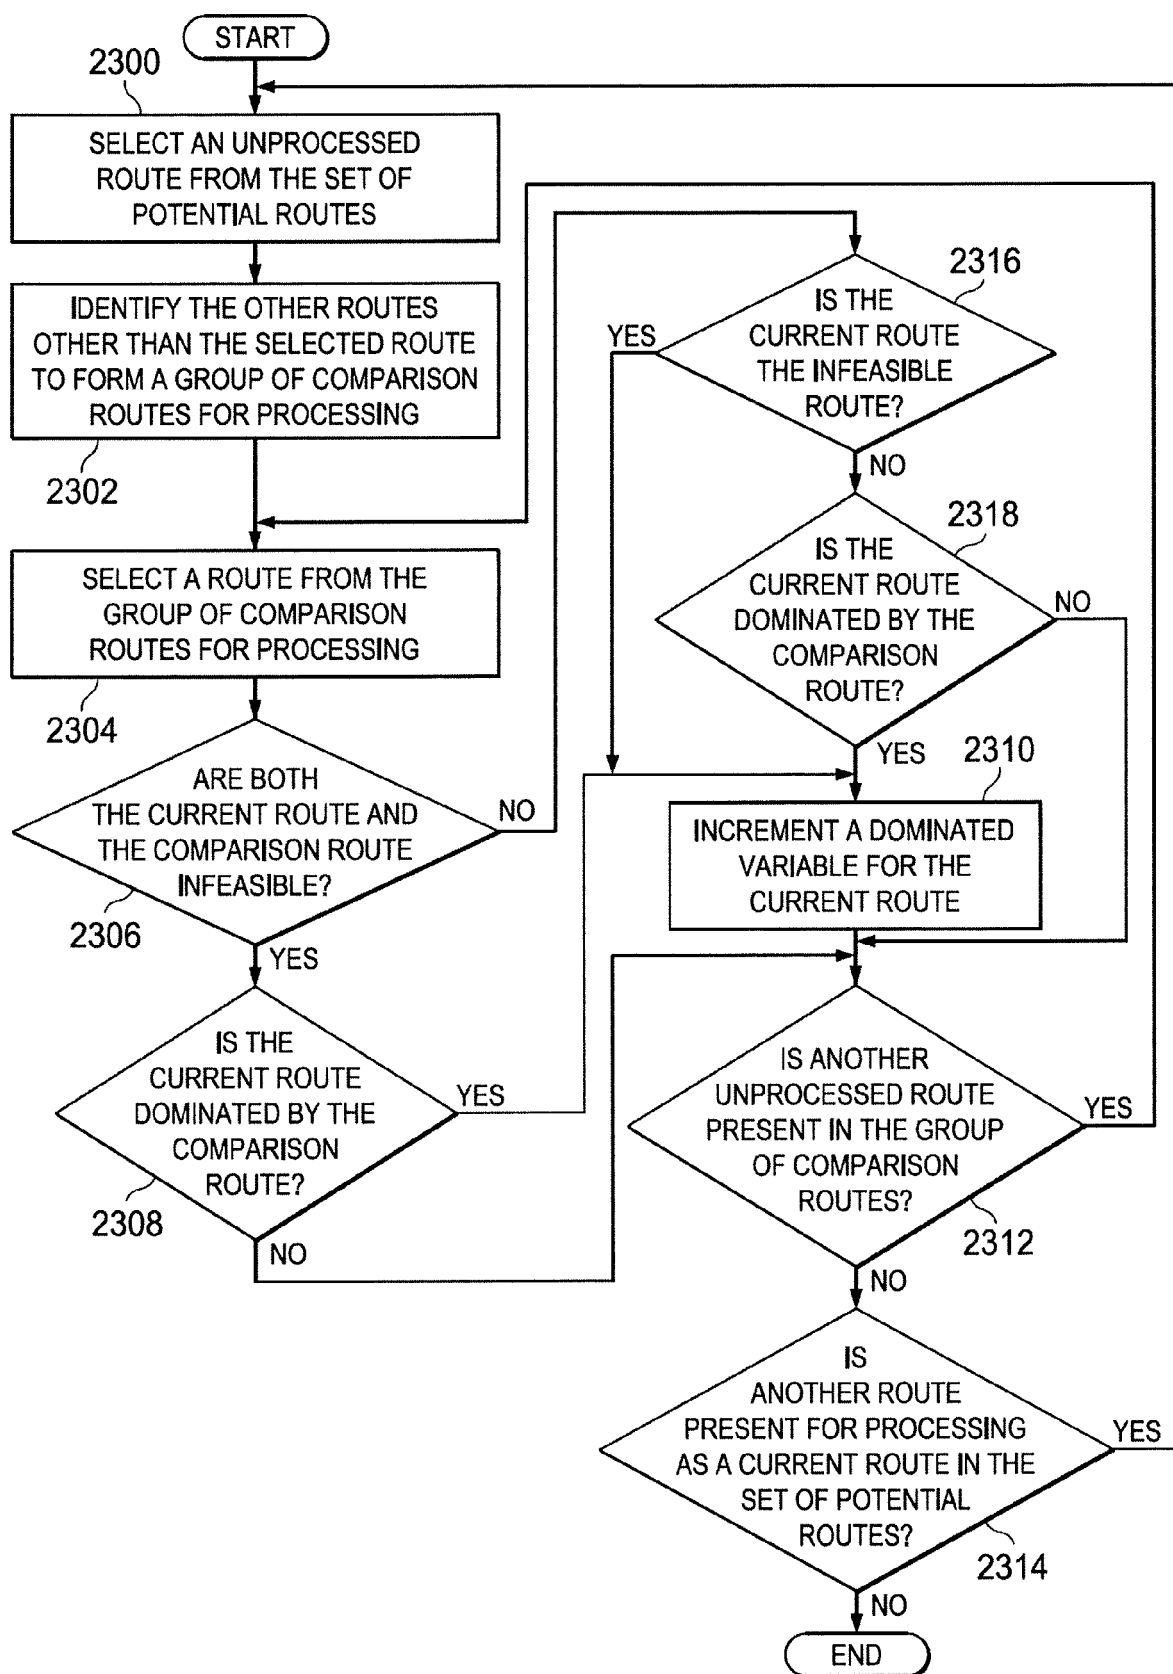 START
2300
SELECT AN UNPROCESSED
ROUTE FROM THE SET OF
POTENTIAL ROUTES
IDENTIFY THE OTHER ROUTES
OTHER THAN THE SELECTED ROUTE
TO FORM A GROUP OF COMPARISON
ROUTES FOR PROCESSING
2302
SELECT A ROUTE FROM THE
GROUP OF COMPARISON
ROUTES FOR PROCESSING
2304
ARE BOTH
THE CURRENT ROUTE AND
THE COMPARISON ROUTE
INFEASIBLE?
NO
2306
YES
IS THE
CURRENT ROUTE
DOMINATED BY THE
COMPARISON
ROUTE?
YES
2308
NO
2316
IS THE
CURRENT ROUTE
THE INFEASIBLE
ROUTE?
YES
NO
2318
IS THE
CURRENT ROUTE
DOMINATED BY THE
COMPARISON
ROUTE?
NO
YES
2310
INCREMENT A DOMINATED
VARIABLE FOR THE
CURRENT ROUTE
IS ANOTHER
UNPROCESSED ROUTE
PRESENT IN THE GROUP
OF COMPARISON
ROUTES?
YES
2312
NO
IS
ANOTHER ROUTE
PRESENT FOR PROCESSING
AS A CURRENT ROUTE IN THE
SET OF POTENTIAL
ROUTES?
YES
2314
NO
END